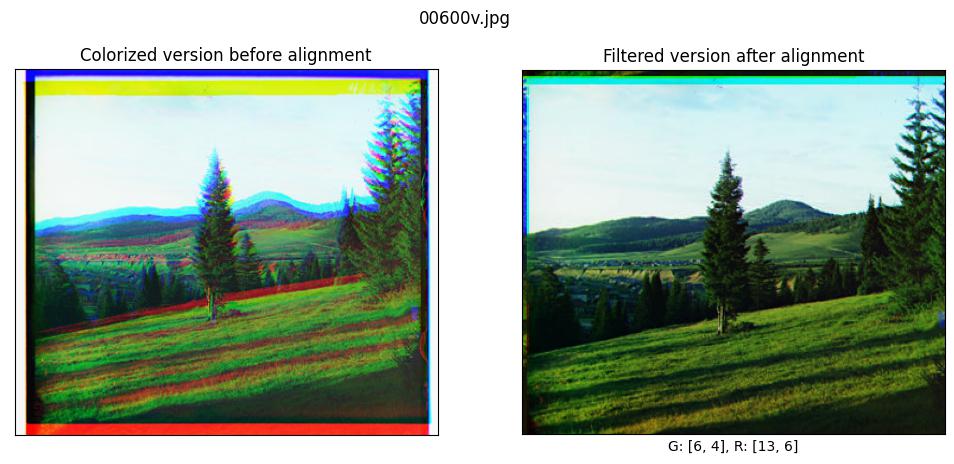 00600v.jpg
Colorized version before alignment
Filtered version after alignment
G: [6, 4], R: [13, 6]